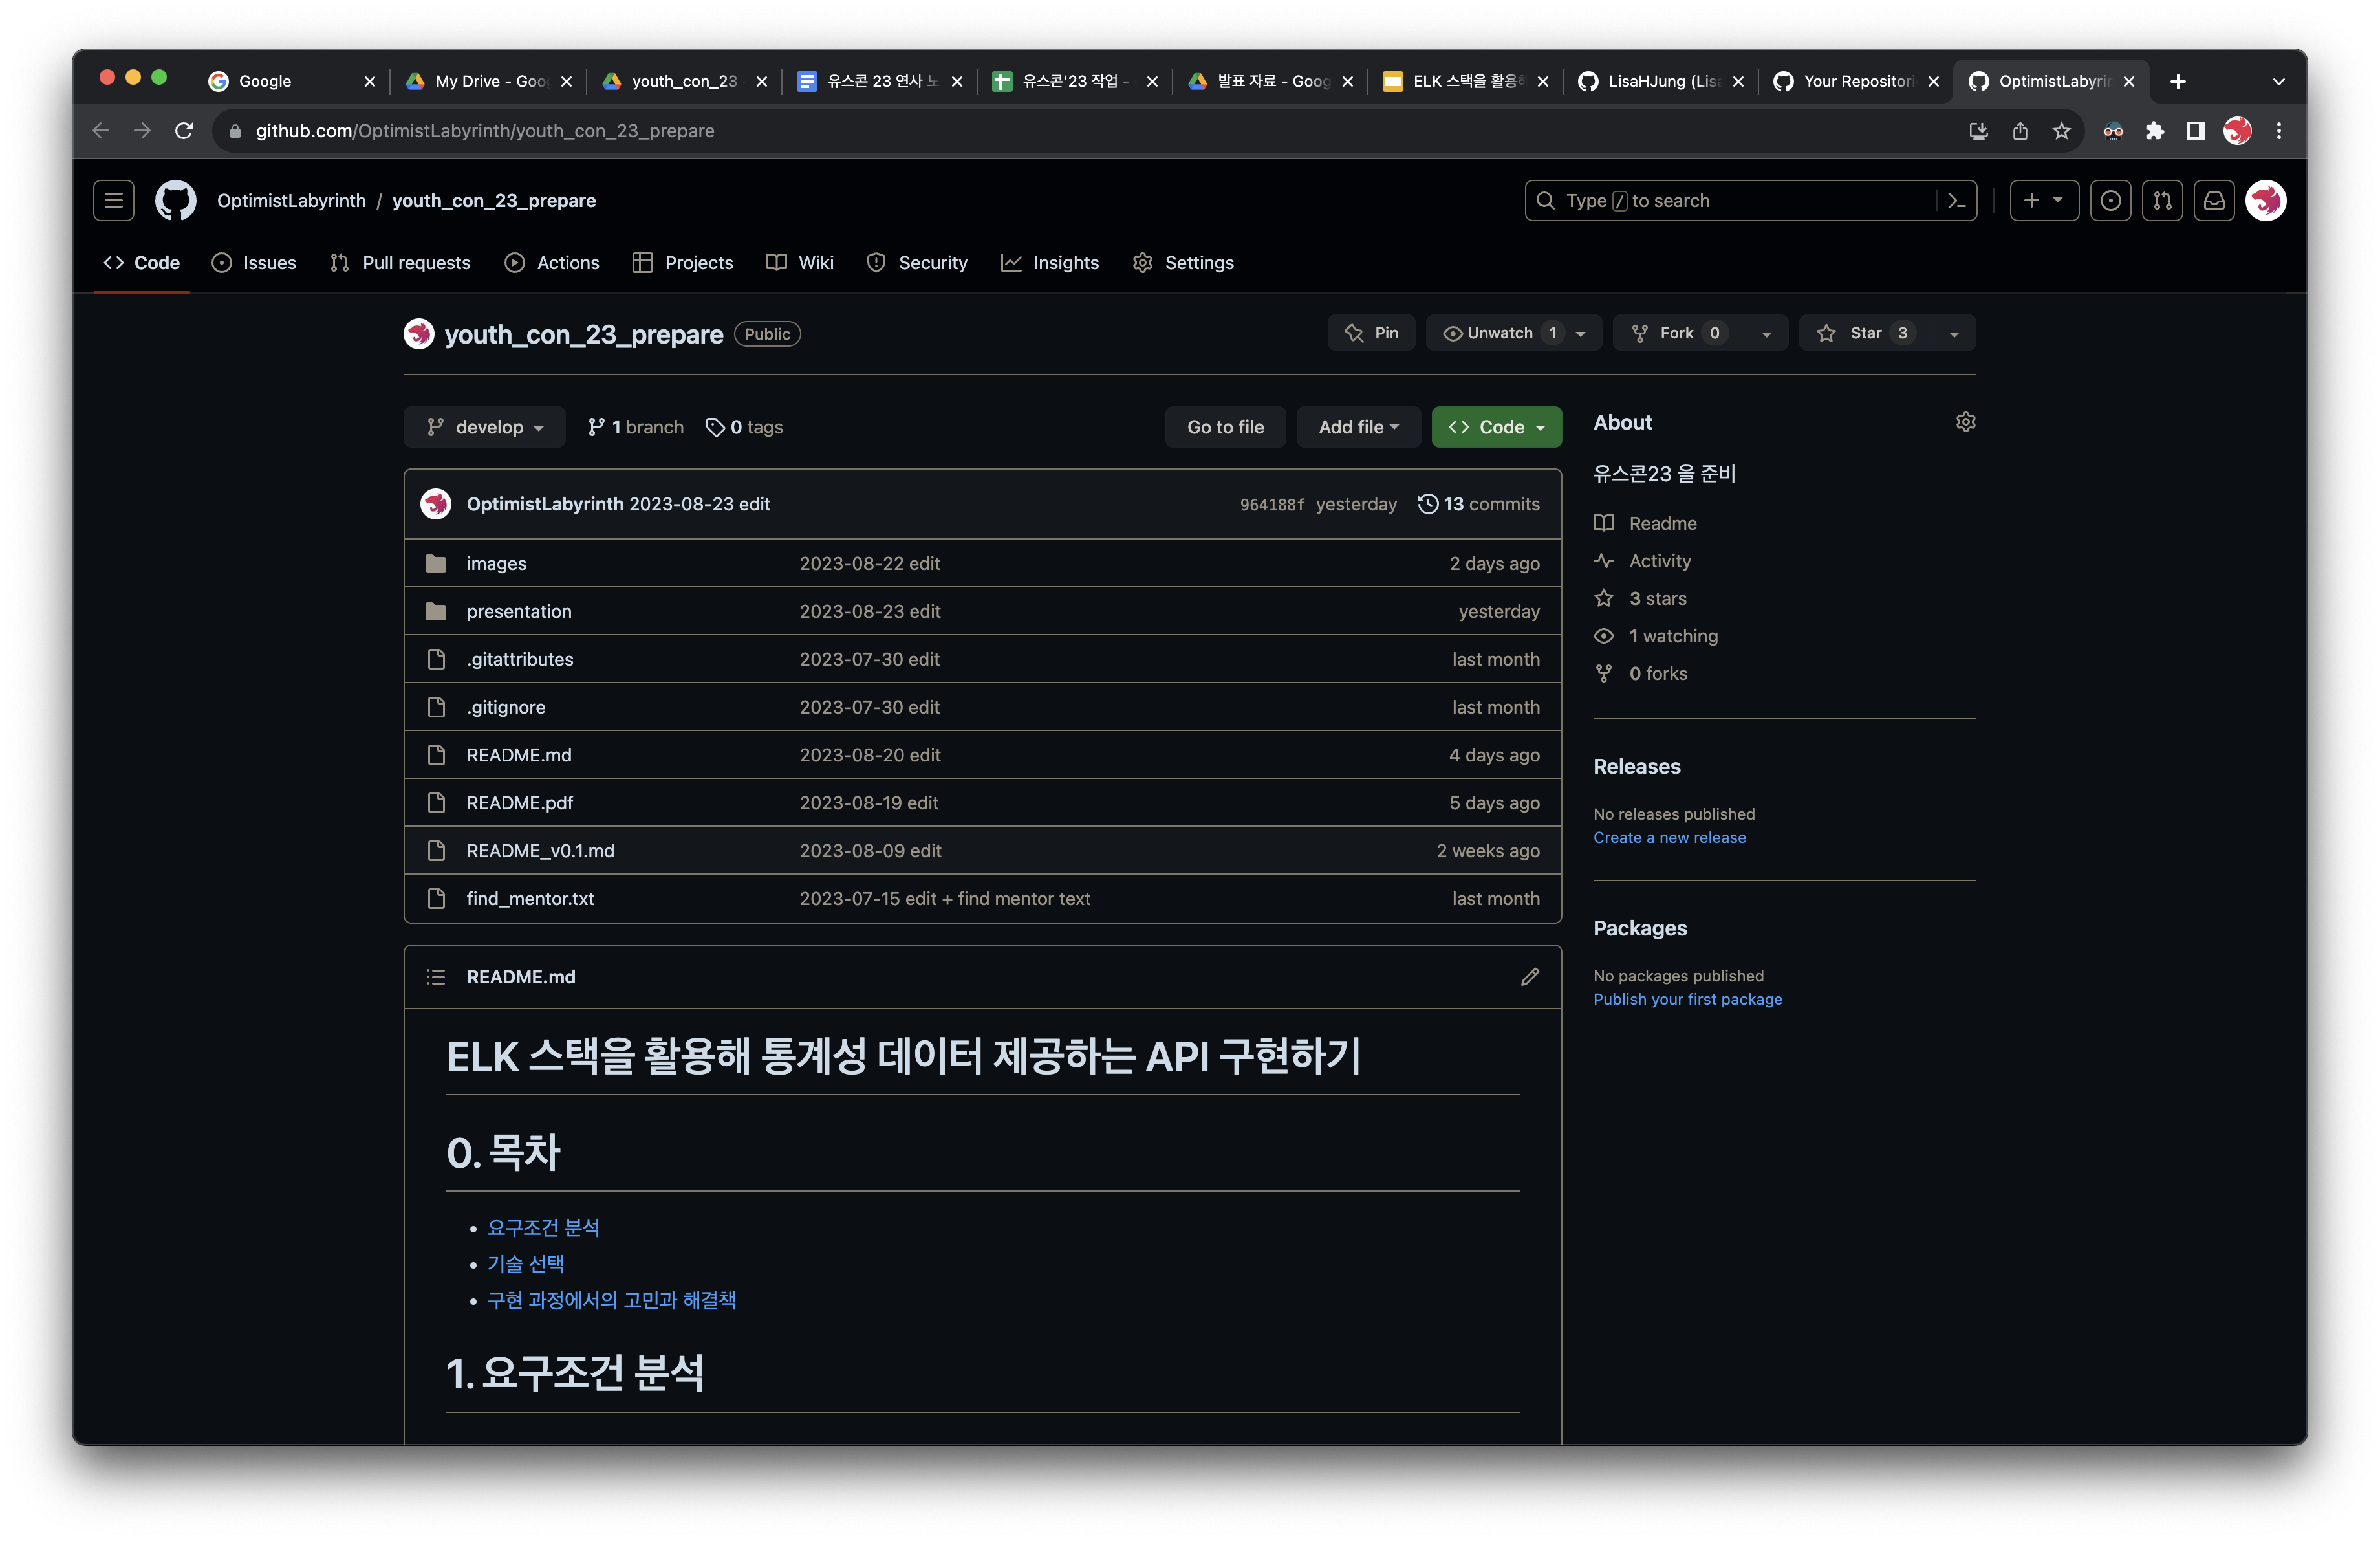 Google My Drive - Goo youth_con_23 - 유스콘 23 연사 노 유스콘'23 작업 - 발표 자료 - Goog ELK 스택을 활용하 LisaHJung (Lisa Your Repositori OptimistLabyrin
github.com/OptimistLabyrinth/youth_con_23_prepare
OptimistLabyrinth / youth_con_23_prepare Type / to search
Code Issues Pull requests Actions Projects Wiki Security Insights Settings
youth_con_23_prepare Public Pin Unwatch 1 Fork 0 Star 3
develop 1 branch 0 tags Go to file Add file Code
OptimistLabyrinth 2023-08-23 edit 964188f yesterday 13 commits
images 2023-08-22 edit 2 days ago
presentation 2023-08-23 edit yesterday
.gitattributes 2023-07-30 edit last month
.gitignore 2023-07-30 edit last month
README.md 2023-08-20 edit 4 days ago
README.pdf 2023-08-19 edit 5 days ago
README_v0.1.md 2023-08-09 edit 2 weeks ago
find_mentor.txt 2023-07-15 edit + find mentor text last month
README.md
ELK 스택을 활용해 통계성 데이터 제공하는 API 구현하기
0. 목차
요구조건 분석
기술 선택
구현 과정에서의 고민과 해결책
1. 요구조건 분석
About
유스콘23 을 준비
Readme
Activity
3 stars
1 watching
0 forks
Releases
No releases published
Create a new release
Packages
No packages published
Publish your first package